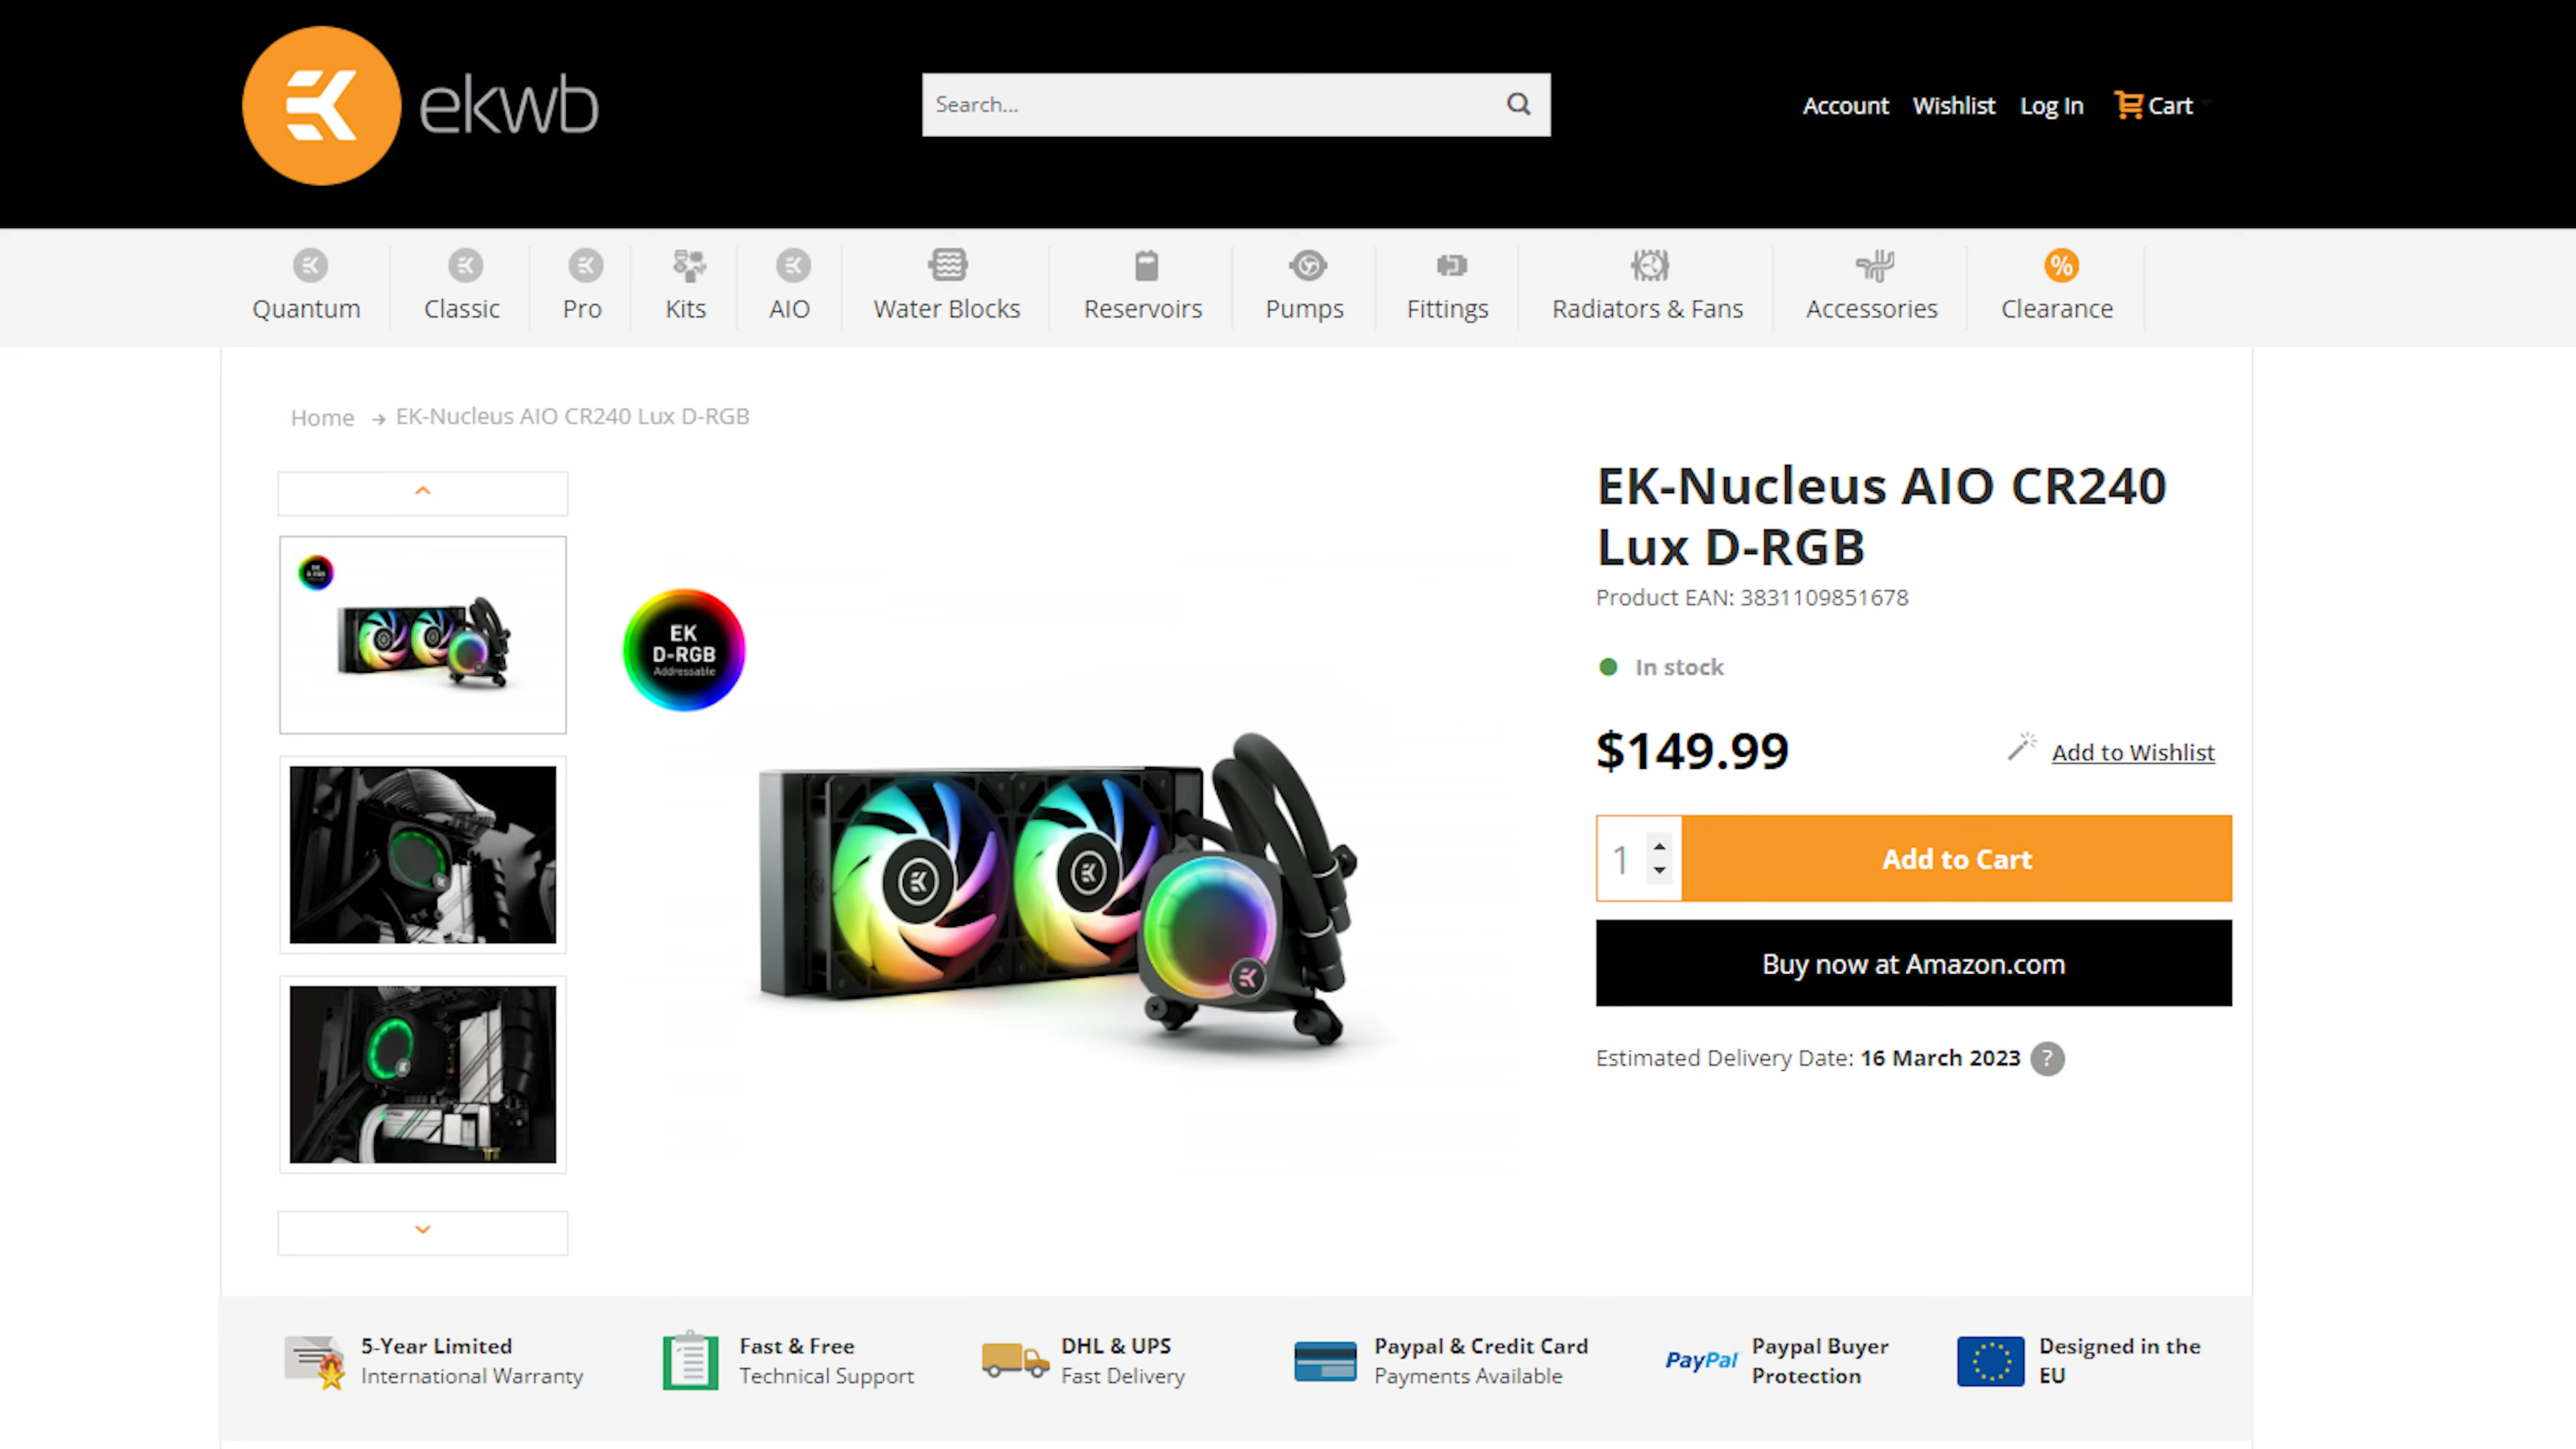 ekwb
Search...
Account Wishlist Log In Cart
Quantum Classic Pro Kits AIO Water Blocks Reservoirs Pumps Fittings Radiators & Fans Accessories % Clearance
Home → EK-Nucleus AIO CR240 Lux D-RGB
EK-Nucleus AIO CR240
Lux D-RGB
Product EAN: 3831109851678
EK
D-RGB
Addressable
In stock
$149.99
Add to Wishlist
1
Add to Cart
Buy now at Amazon.com
Estimated Delivery Date: 16 March 2023 ?
5-Year Limited
International Warranty
Fast & Free
Technical Support
DHL & UPS
Fast Delivery
Paypal & Credit Card
Payments Available
PayPal
Paypal Buyer
Protection
Designed in the
EU